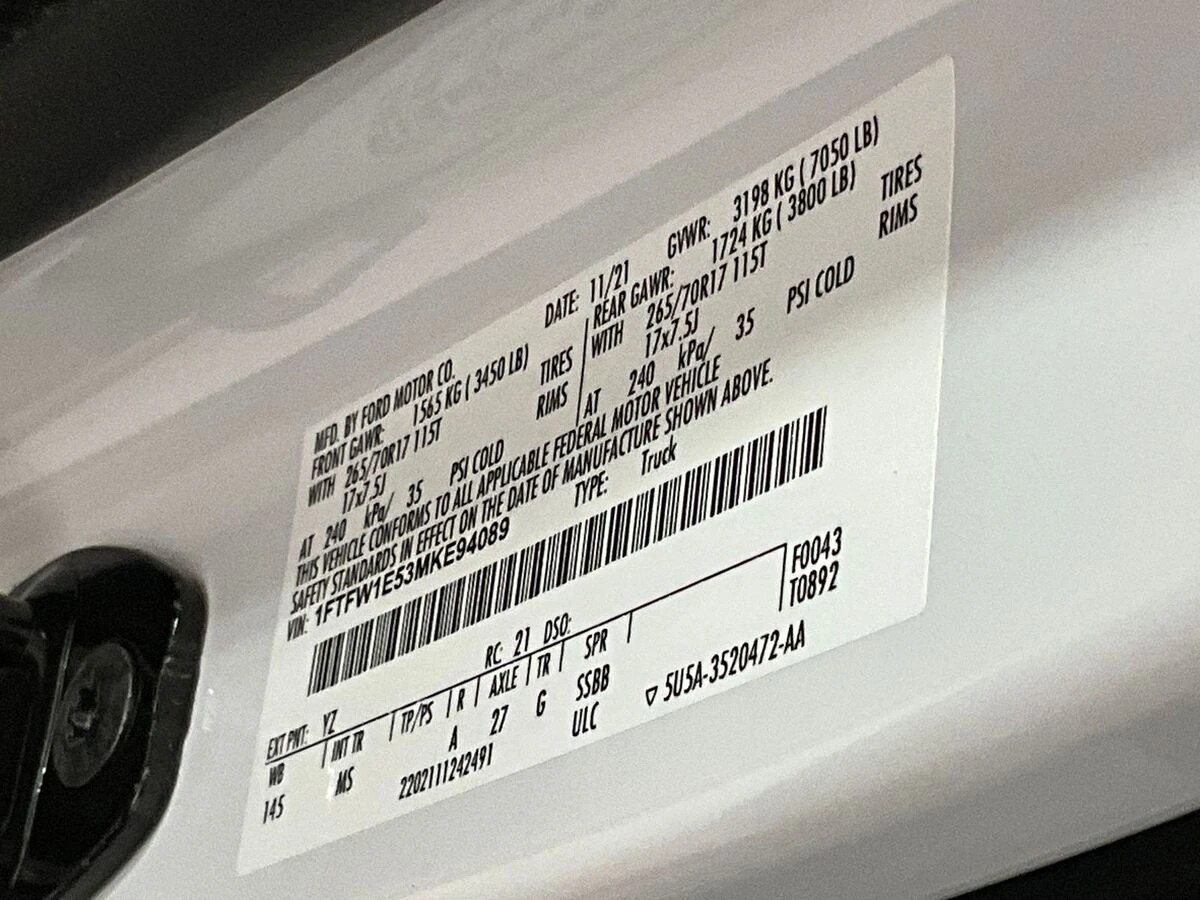 MFD. BY FORD MOTOR CO.
DATE: 11/21 GVWR: 3198 KG ( 7050 LB)
FRONT GAWR: 1565 KG ( 3450 LB) REAR GAWR: 1724 KG ( 3800 LB)
WITH 265/70R17 115T TIRES WITH 265/70R17 115T TIRES
17x7.5J RIMS 17x7.5J RIMS
AT 240 kPa/ 35 PSI COLD AT 240 kPa/ 35 PSI COLD
THIS VEHICLE CONFORMS TO ALL APPLICABLE FEDERAL MOTOR VEHICLE
SAFETY STANDARDS IN EFFECT ON THE DATE OF MANUFACTURE SHOWN ABOVE.
VIN: 1FTFW1E53MKE94089 TYPE: Truck
EXT PNT: YZ RC: 21 DSO: F0043
WB INT TR TP/PS R AXLE TR SPR T0892
145 MS A 27 G SSBB
2202111242491 ULC ▽ 5U5A-3520472-AA